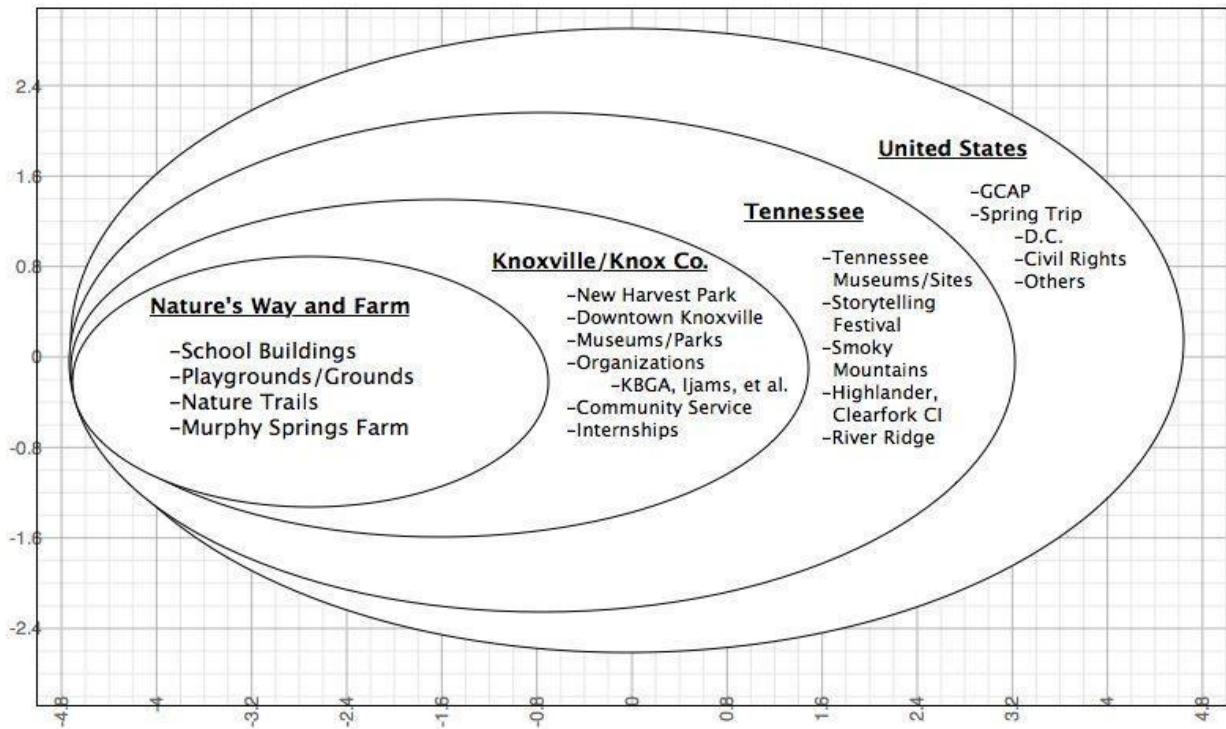 2.4
1.6
0.8
0
-0.8
-1.6
-2.4
United States
-GCAP
-Spring Trip
-D.C.
-Civil Rights
-Others
Tennessee
-Tennessee
Museums/Sites
-Storytelling
Festival
-Smoky
Mountains
-Highlander,
Clearfork CI
-River Ridge
Knoxville/Knox Co.
-New Harvest Park
-Downtown Knoxville
-Museums/Parks
-Organizations
-KBGA, Ijams, et al.
-Community Service
-Internships
Nature's Way and Farm
-School Buildings
-Playgrounds/Grounds
-Nature Trails
-Murphy Springs Farm
-4.8
-4
-3.2
-2.4
-1.6
-0.8
0
0.8
1.6
2.4
3.2
4
4.8